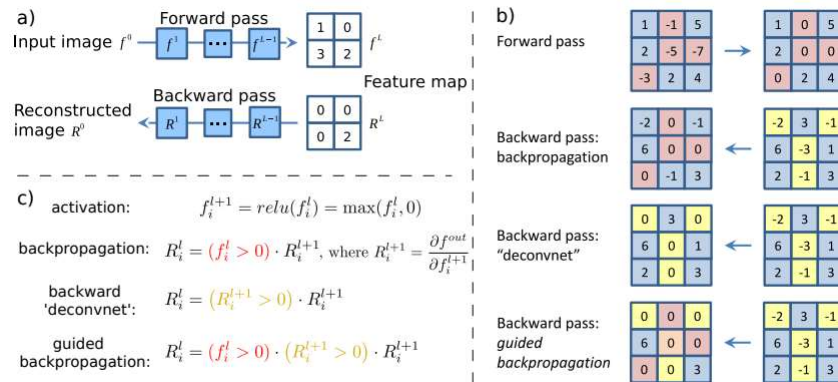 a)
Forward pass
Input image f^0
f^1
...
f^{L-1}
1 0
3 2
f^L
Feature map
Backward pass
Reconstructed
image R^0
R^1
...
R^{L-1}
0 0
0 2
R^L
b)
Forward pass
1 -1 5
2 -5 -7
-3 2 4
1 0 5
2 0 0
0 2 4
Backward pass:
backpropagation
-2 0 -1
6 0 0
0 -1 3
-2 3 -1
6 -3 1
2 -1 3
Backward pass:
“deconvnet”
0 3 0
6 0 1
2 0 3
-2 3 -1
6 -3 1
2 -1 3
Backward pass:
guided
backpropagation
0 0 0
6 0 0
0 0 3
-2 3 -1
6 -3 1
2 -1 3
c)
activation: f_i^{l+1} = relu(f_i^l) = max(f_i^l, 0)
backpropagation: R_i^l = (f_i^l > 0) · R_i^{l+1}, where R_i^{l+1} = ∂f^{out} / ∂f_i^{l+1}
backward
'deconvnet': R_i^l = (R_i^{l+1} > 0) · R_i^{l+1}
guided
backpropagation: R_i^l = (f_i^l > 0) · (R_i^{l+1} > 0) · R_i^{l+1}